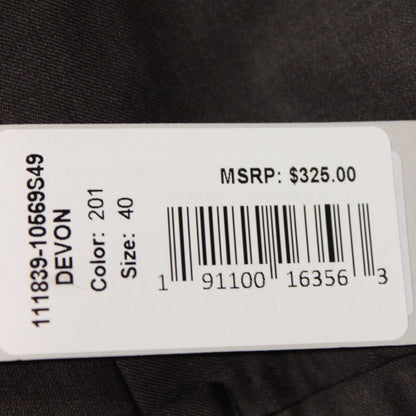 111839-10569S49
DEVON
Color: 201
Size: 40
MSRP: $325.00
1 91100 16356 3